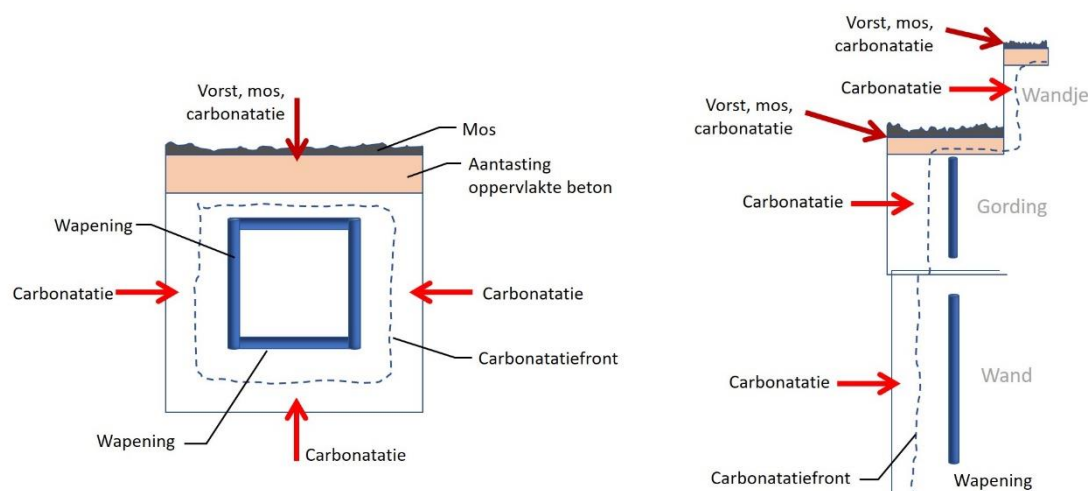 Vorst, mos,
carbonatatie
Mos
Aantasting
oppervlakte beton
Wapening
Carbonatatie
Carbonatatie
Carbonatatiefront
Wapening
Carbonatatie
Vorst, mos,
carbonatatie
Carbonatatie
Wandje
Vorst, mos,
carbonatatie
Carbonatatie
Gording
Carbonatatie
Wand
Carbonatatiefront
Wapening